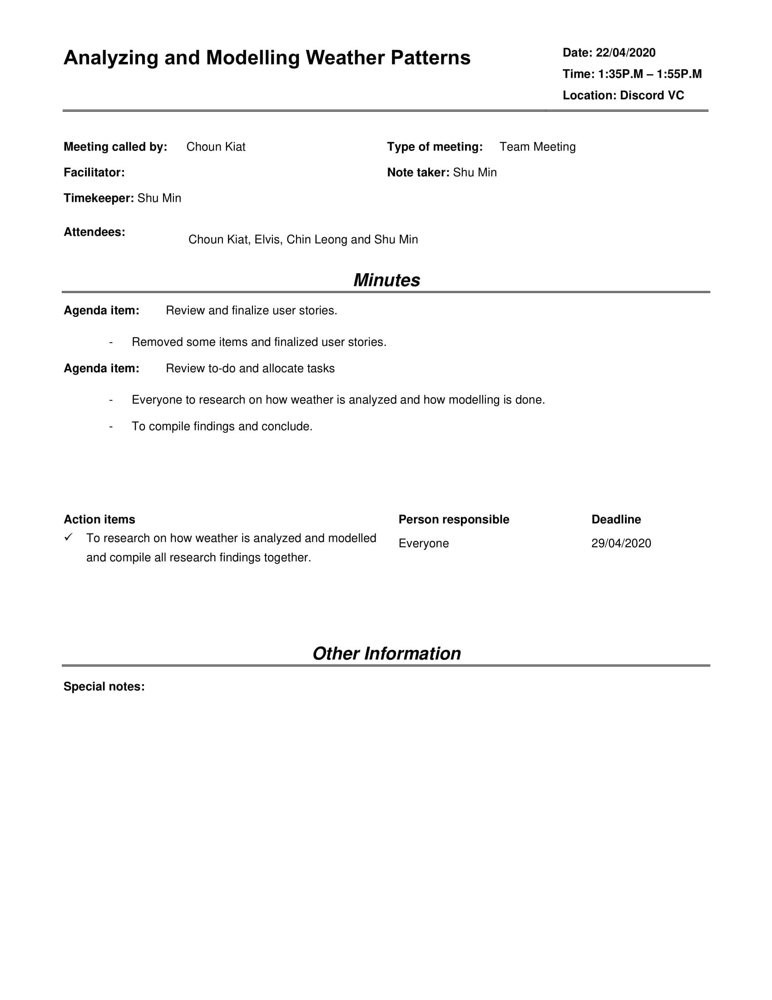 Analyzing and Modelling Weather Patterns
Date: 22/04/2020
Time: 1:35P.M – 1:55P.M
Location: Discord VC
Meeting called by: Choun Kiat Type of meeting: Team Meeting
Facilitator: Note taker: Shu Min
Timekeeper: Shu Min
Attendees: Choun Kiat, Elvis, Chin Leong and Shu Min
Minutes
Agenda item: Review and finalize user stories.
- Removed some items and finalized user stories.
Agenda item: Review to-do and allocate tasks
- Everyone to research on how weather is analyzed and how modelling is done.
- To compile findings and conclude.
Action items Person responsible Deadline
✓ To research on how weather is analyzed and modelled Everyone 29/04/2020
and compile all research findings together.
Other Information
Special notes: